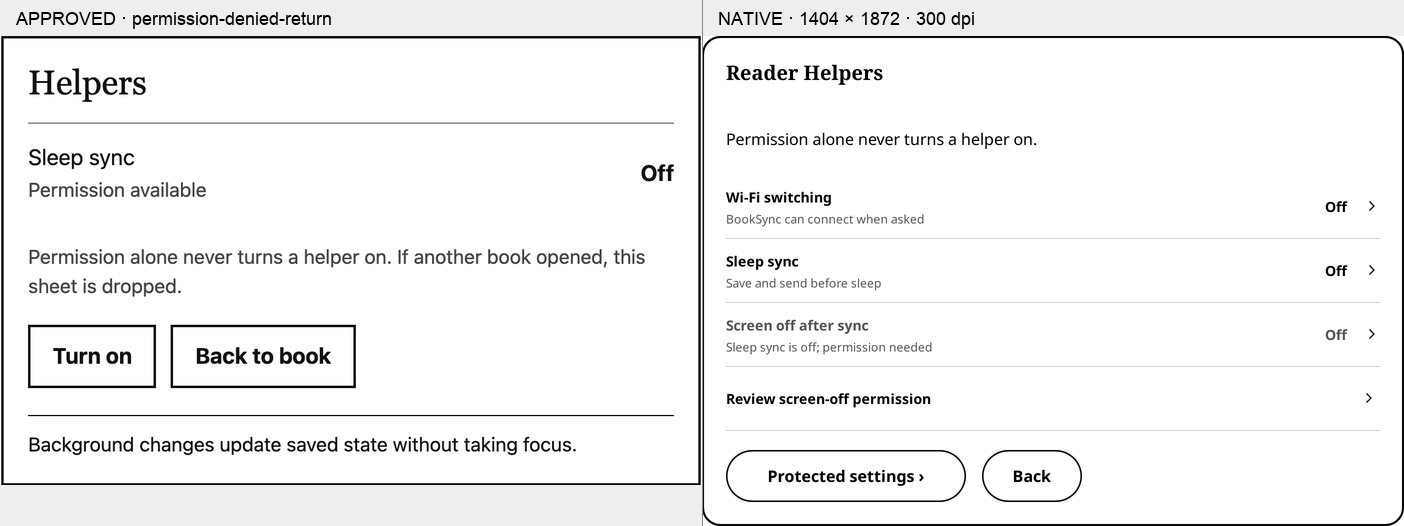 APPROVED · permission-denied-return
Helpers
Sleep sync
Permission available
Off
Permission alone never turns a helper on. If another book opened, this
sheet is dropped.
Turn on
Back to book
Background changes update saved state without taking focus.
NATIVE · 1404 × 1872 · 300 dpi
Reader Helpers
Permission alone never turns a helper on.
Wi-Fi switching
BookSync can connect when asked
Off ›
Sleep sync
Save and send before sleep
Off ›
Screen off after sync
Sleep sync is off; permission needed
Off ›
Review screen-off permission ›
Protected settings ›
Back